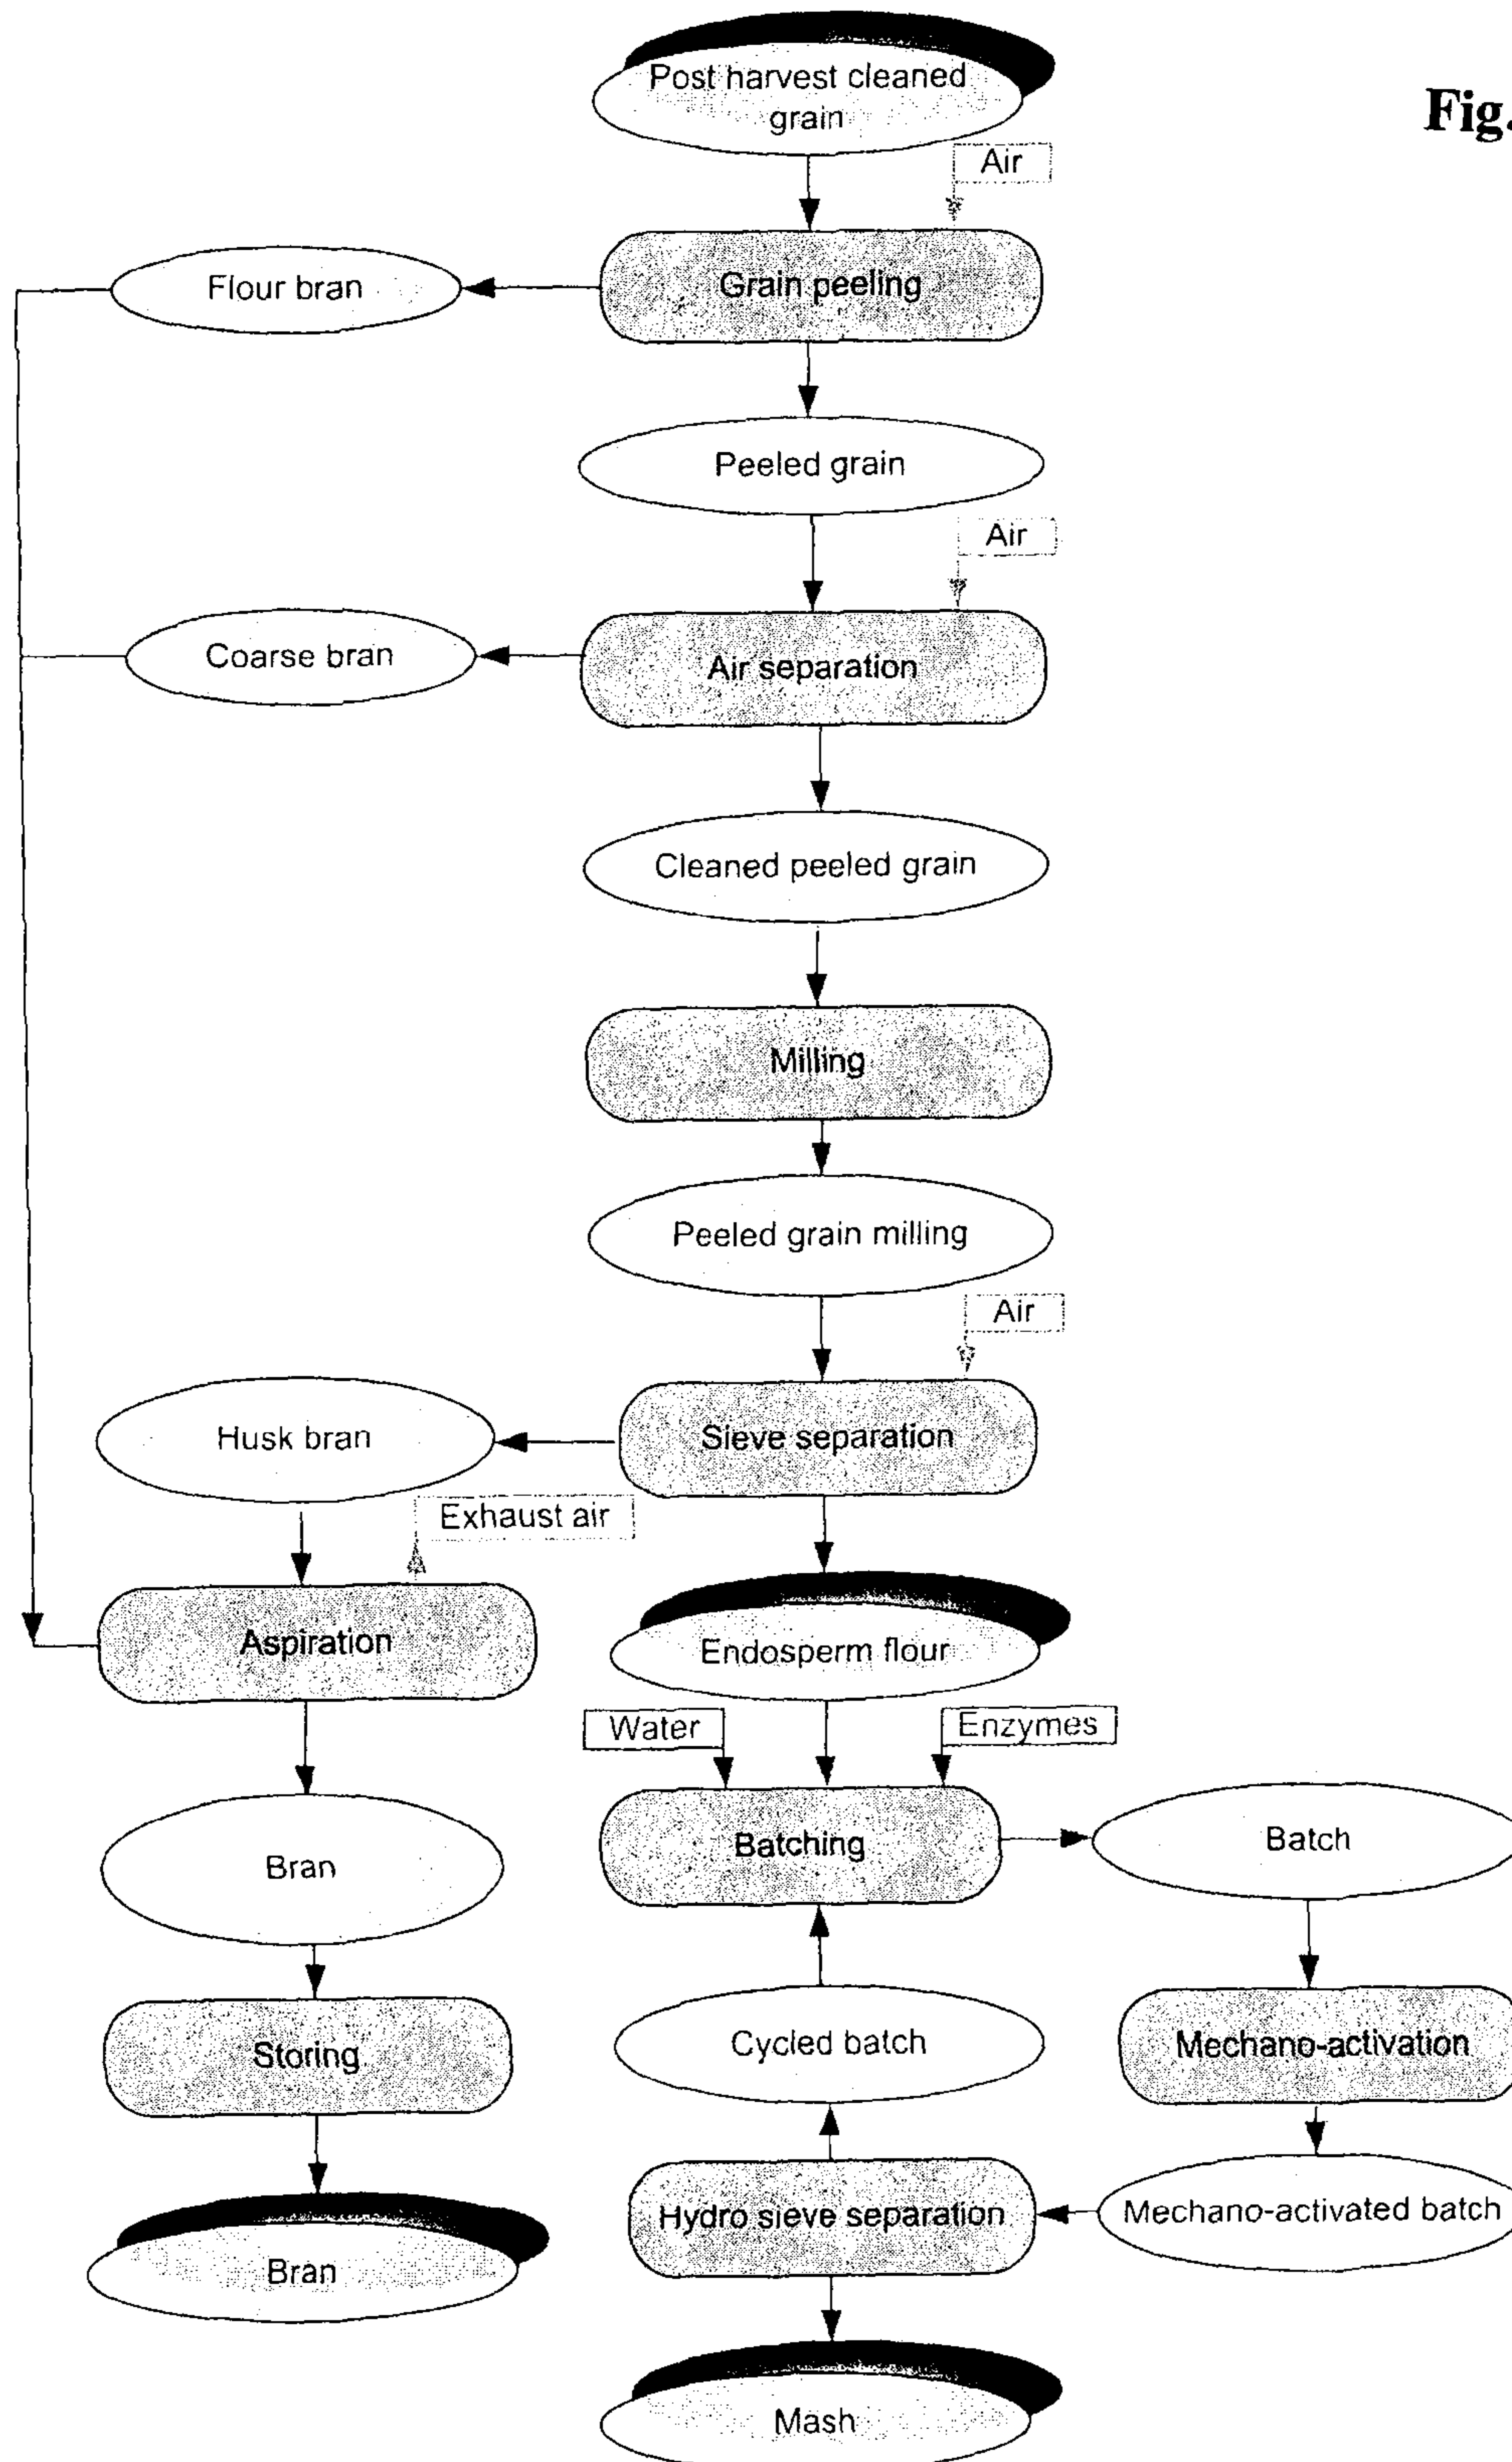 Fig.
Post harvest cleaned
grain
Air
Flour bran
Grain peeling
Peeled grain
Air
Coarse bran
Air separation
Cleaned peeled grain
Milling
Peeled grain milling
Air
Husk bran
Sieve separation
Exhaust air
Aspiration
Endosperm flour
Water
Enzymes
Bran
Batching
Batch
Storing
Cycled batch
Mechano-activation
Bran
Hydro sieve separation
Mechano-activated batch
Mash